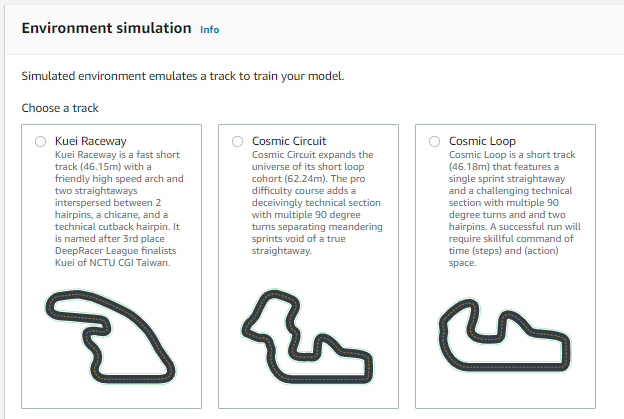 Environment simulation Info
Simulated environment emulates a track to train your model.
Choose a track
Kuei Raceway
Kuei Raceway is a fast short
track (46.15m) with a
friendly high speed arch and
two straightaways
interspersed between 2
hairpins, a chicane, and a
technical cutback hairpin. It
is named after 3rd place
DeepRacer League finalists
Kuei of NCTU CGI Taiwan.
Cosmic Circuit
Cosmic Circuit expands the
universe of its short loop
cohort (62.24m). The pro
difficulty course adds a
deceivingly technical section
with multiple 90 degree
turns separating meandering
sprints void of a true
straightaway.
Cosmic Loop
Cosmic Loop is a short track
(46.18m) that features a
single sprint straightaway
and a challenging technical
section with multiple 90
degree turns and and two
hairpins. A successful run will
require skillful command of
time (steps) and (action)
space.